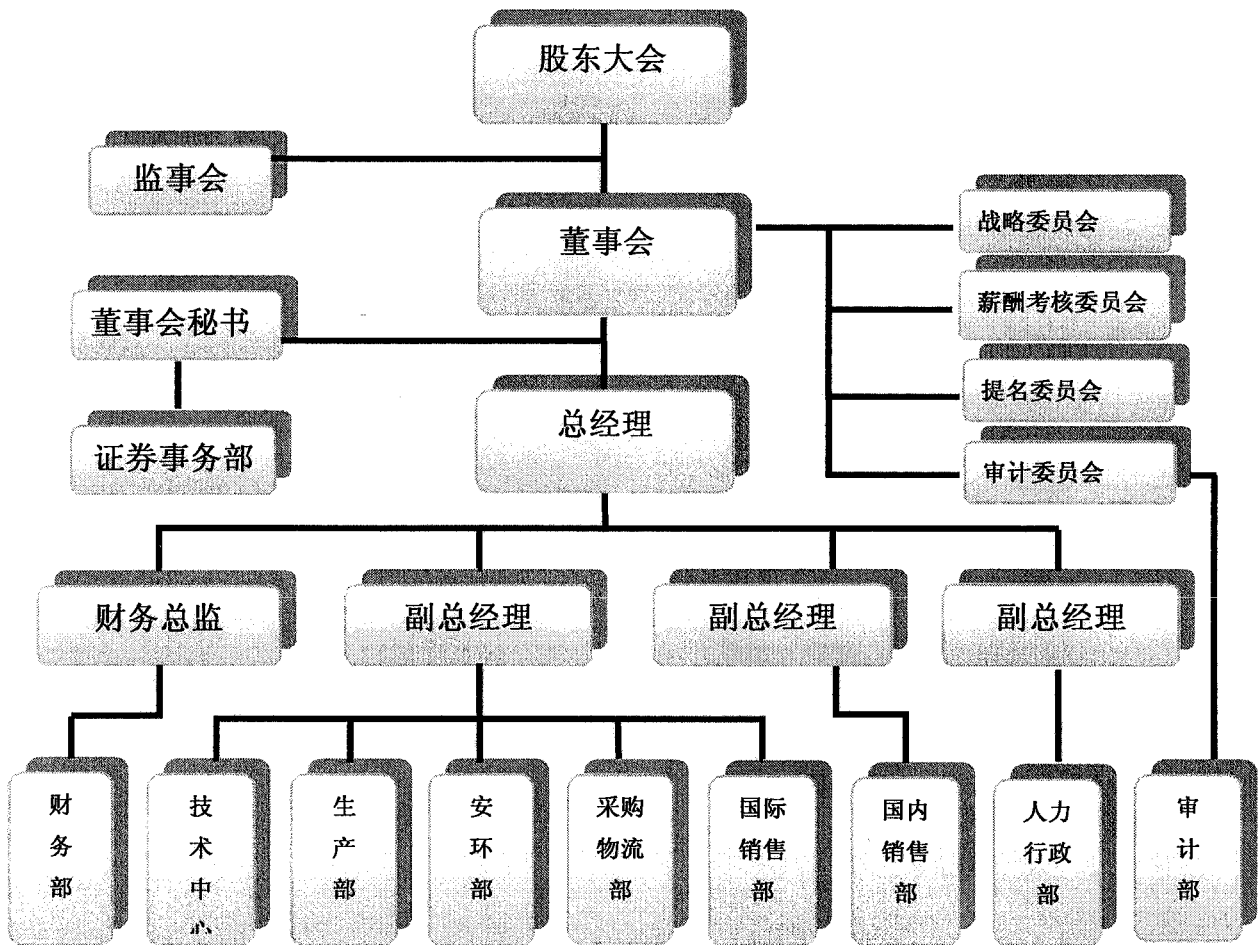 股东大会
监事会
董事会
战略委员会
薪酬考核委员会
提名委员会
审计委员会
董事会秘书
证券事务部
总经理
财务总监
副总经理
副总经理
副总经理
财
务
部
技
术
中
心
生
产
部
安
环
部
采购
物流
部
国际
销售
部
国内
销售
部
人力
行政
部
审
计
部